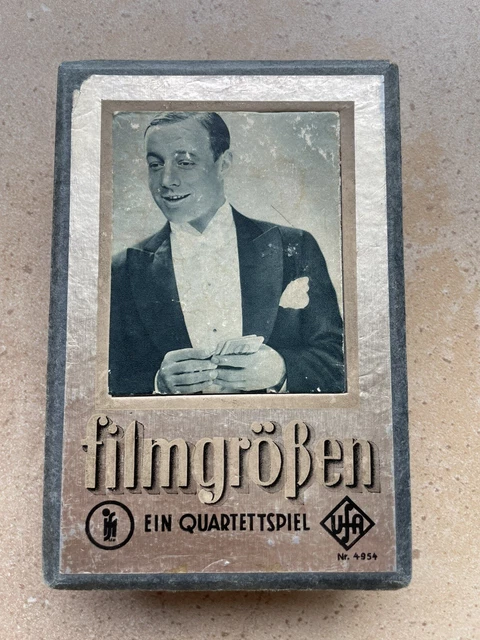 filmgrößen
EIN QUARTETTSPIEL
UFA
Nr. 4954